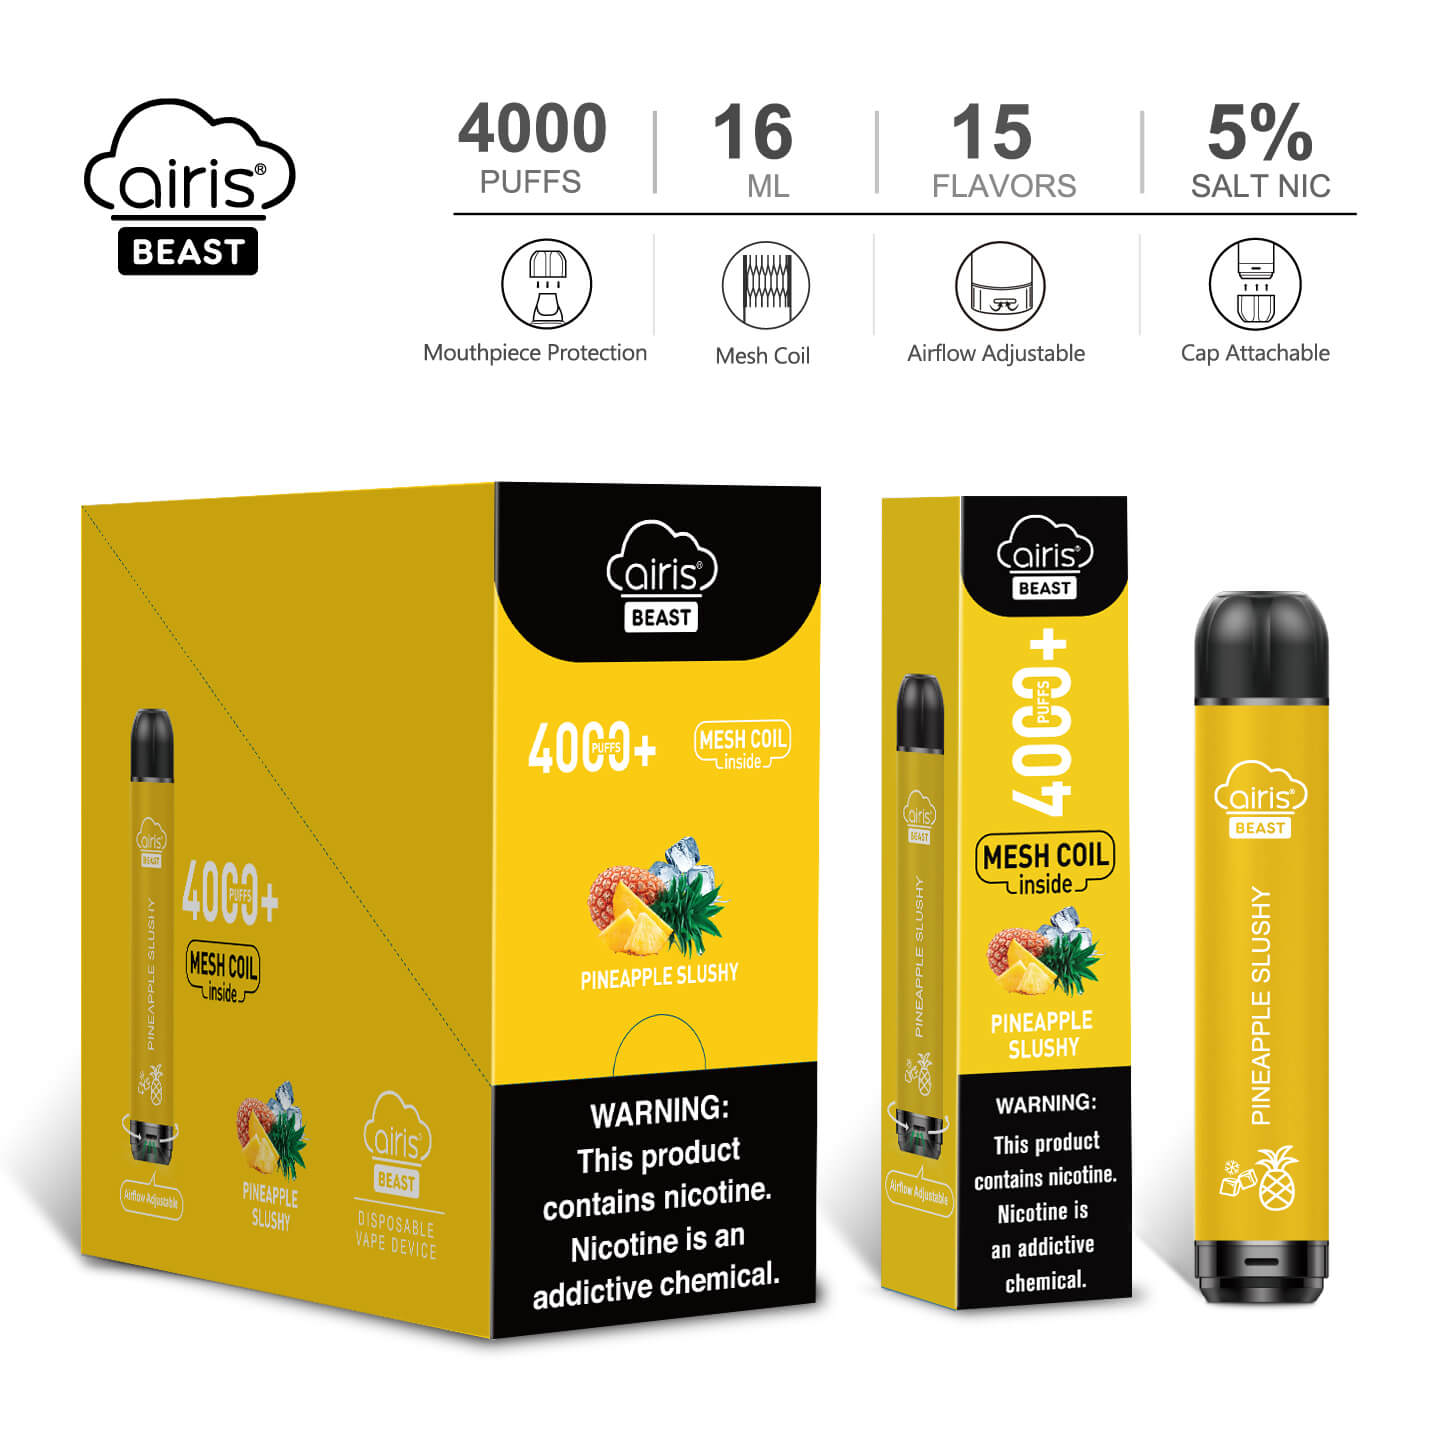 airis®
BEAST
4000
PUFFS
16
ML
15
FLAVORS
5%
SALT NIC
Mouthpiece Protection
Mesh Coil
Airflow Adjustable
Cap Attachable
airis
BEAST
PINEAPPLE SLUSHY
4000+
PUFFS
MESH COIL
inside
Airflow Adjustable
PINEAPPLE
SLUSHY
airis®
BEAST
DISPOSABLE
VAPE DEVICE
airis®
BEAST
4000+
PUFFS
MESH COIL
inside
PINEAPPLE SLUSHY
WARNING:
This product
contains nicotine.
Nicotine is an
addictive chemical.
airis
BEAST
PINEAPPLE SLUSHY
Airflow Adjustable
airis®
BEAST
4000+
PUFFS
MESH COIL
inside
PINEAPPLE
SLUSHY
WARNING:
This product
contains nicotine.
Nicotine is
an addictive
chemical.
airis®
BEAST
PINEAPPLE SLUSHY